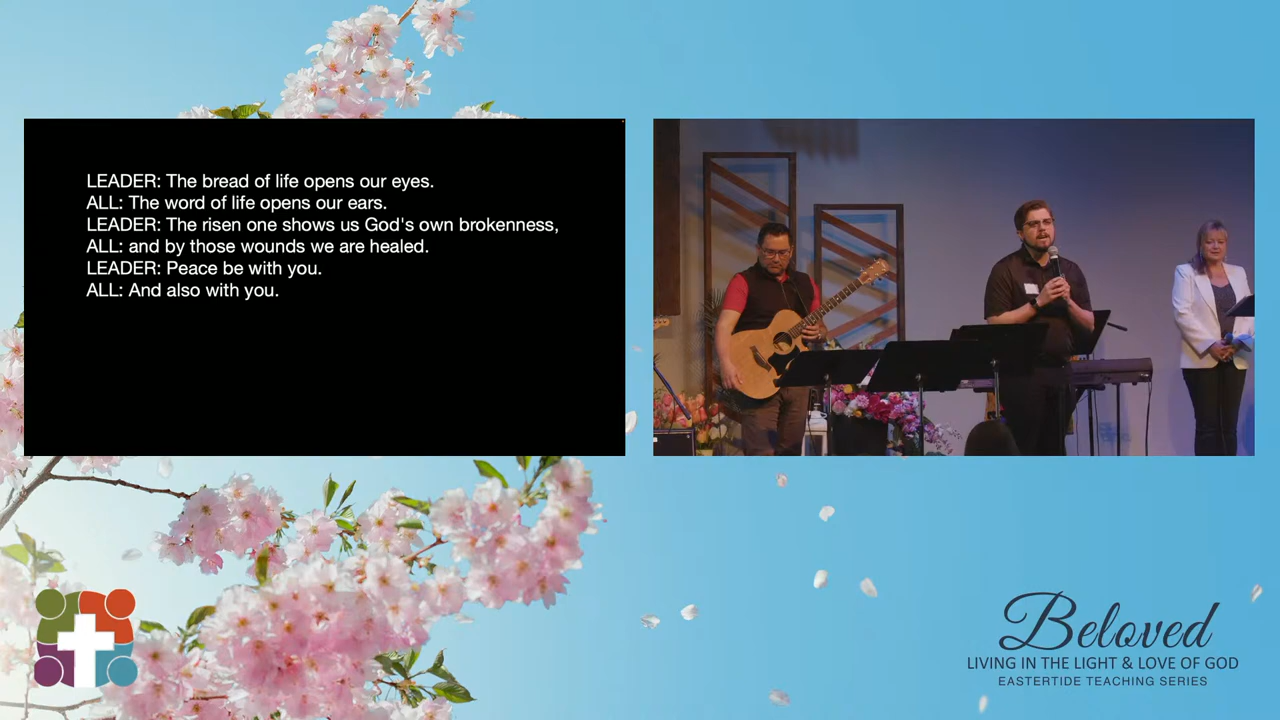 LEADER: The bread of life opens our eyes.
ALL: The word of life opens our ears.
LEADER: The risen one shows us God's own brokenness,
ALL: and by those wounds we are healed.
LEADER: Peace be with you.
ALL: And also with you.
Beloved
LIVING IN THE LIGHT & LOVE OF GOD
EASTERTIDE TEACHING SERIES